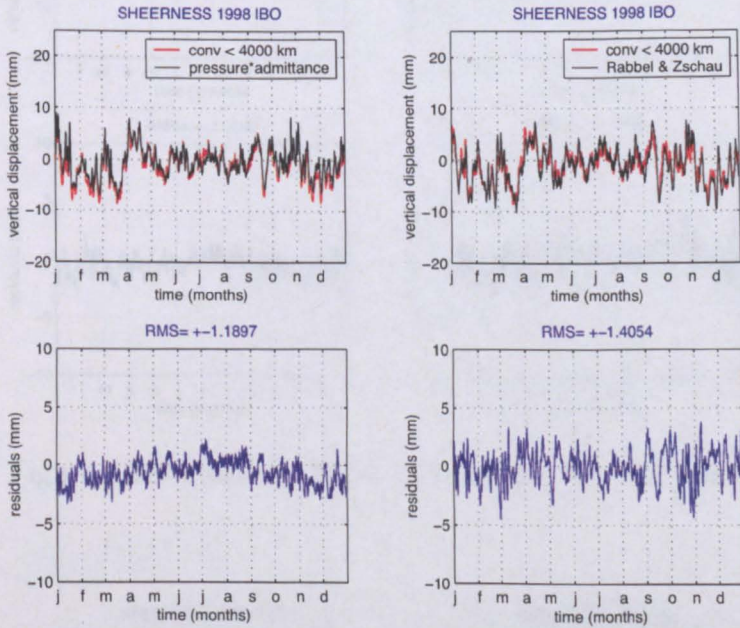 SHEERNESS 1998 IBO
conv < 4000 km
pressure*admittance
vertical displacement (mm)
20
10
0
−10
−20
j f m a m j j a s o n d
time (months)
SHEERNESS 1998 IBO
conv < 4000 km
Rabbel & Zschau
vertical displacement (mm)
20
10
0
−10
−20
j f m a m j j a s o n d
time (months)
RMS= +−1.1897
residuals (mm)
10
5
0
−5
−10
j f m a m j j a s o n d
time (months)
RMS= +−1.4054
residuals (mm)
10
5
0
−5
−10
j f m a m j j a s o n d
time (months)